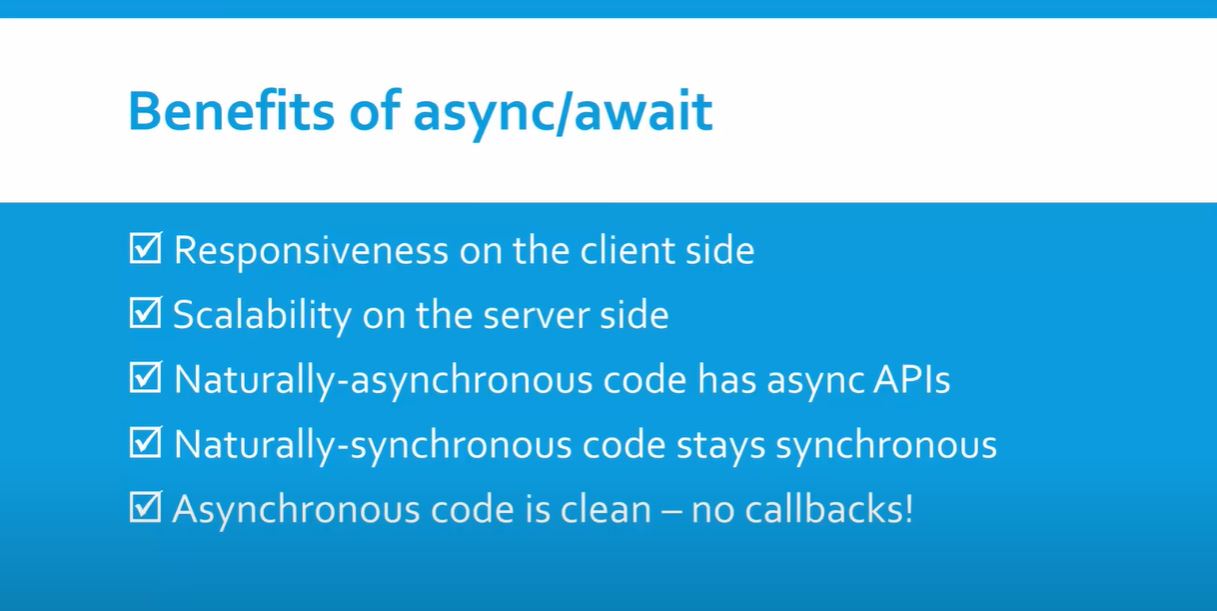 Benefits of async/await
☑ Responsiveness on the client side
☑ Scalability on the server side
☑ Naturally-asynchronous code has async APIs
☑ Naturally-synchronous code stays synchronous
☑ Asynchronous code is clean – no callbacks!